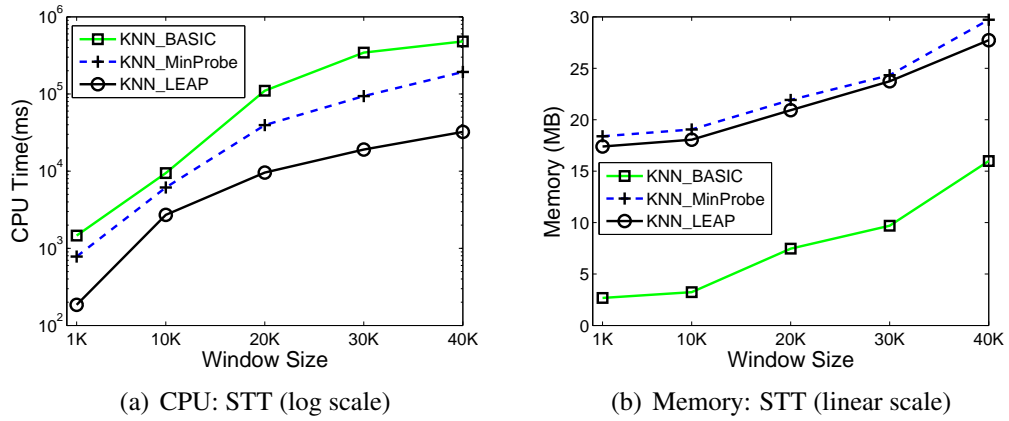 10^6
10^5
10^4
10^3
10^2
CPU Time(ms)
KNN_BASIC
KNN_MinProbe
KNN_LEAP
1K 10K 20K 30K 40K
Window Size
(a) CPU: STT (log scale)
30
25
20
15
10
5
0
Memory (MB)
KNN_BASIC
KNN_MinProbe
KNN_LEAP
1K 10K 20K 30K 40K
Window Size
(b) Memory: STT (linear scale)